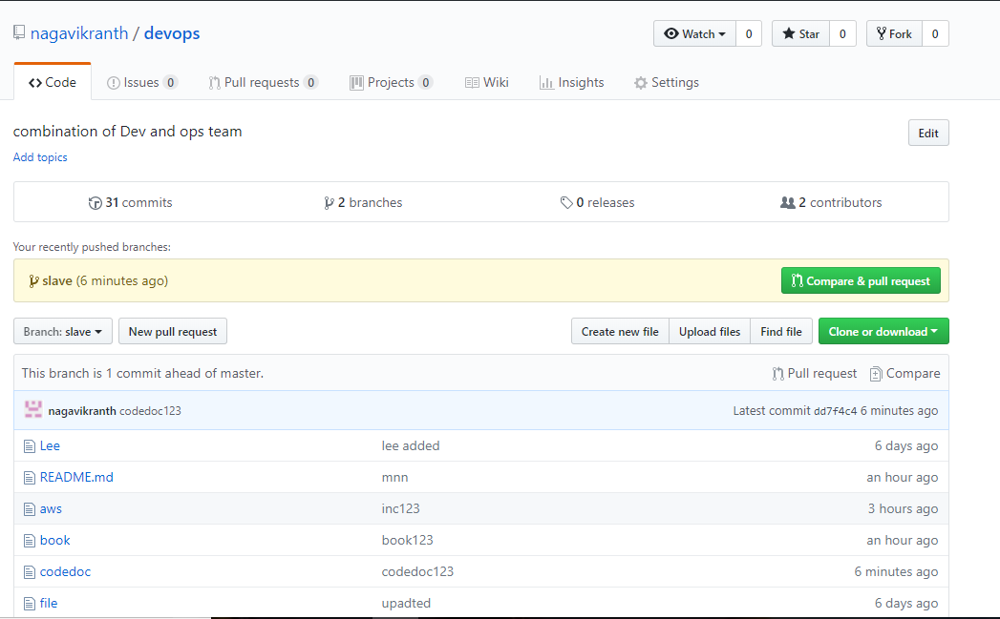 nagavikranth / devops
Watch 0 Star 0 Fork 0
Code Issues 0 Pull requests 0 Projects 0 Wiki Insights Settings
combination of Dev and ops team Edit
Add topics
31 commits 2 branches 0 releases 2 contributors
Your recently pushed branches:
slave (6 minutes ago) Compare & pull request
Branch: slave New pull request Create new file Upload files Find file Clone or download
This branch is 1 commit ahead of master. Pull request Compare
nagavikranth codedoc123 Latest commit dd7f4c4 6 minutes ago
Lee lee added 6 days ago
README.md mnn an hour ago
aws inc123 3 hours ago
book book123 an hour ago
codedoc codedoc123 6 minutes ago
file upadted 6 days ago